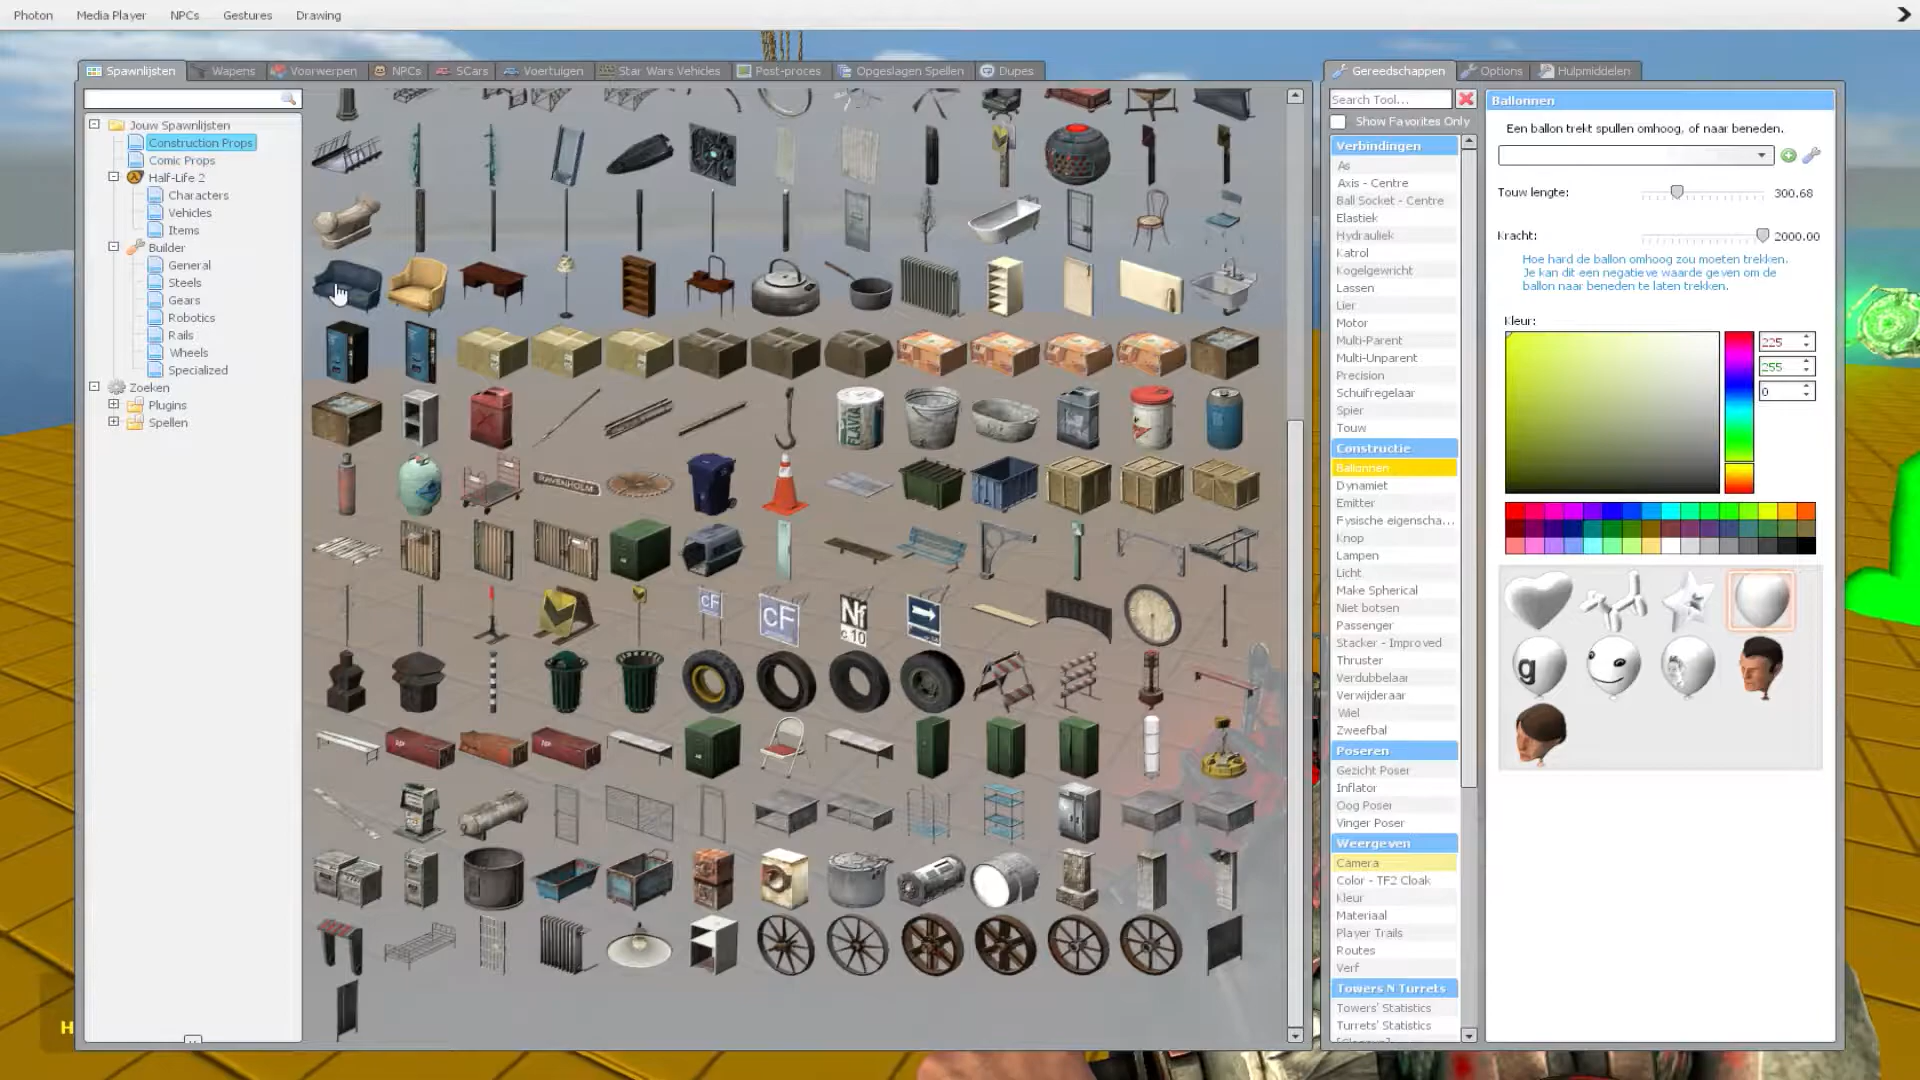 Photon Media Player NPCs Gestures Drawing
Spawnlijsten Wapens Voorwerpen NPCs SCars Voertuigen Star Wars Vehicles Post-proces Opgeslagen Spellen Dupes
Jouw Spawnlijsten
Construction Props
Comic Props
Half-Life 2
Characters
Vehicles
Items
Builder
General
Steels
Gears
Robotics
Rails
Wheels
Specialized
Zoeken
Plugins
Spellen
RAVENHOLM
cF
cF
Nf
c 10
H
Gereedschappen Options Hulpmiddelen
Search Tool...
Show Favorites Only
Verbindingen
As
Axis - Centre
Ball Socket - Centre
Elastiek
Hydrauliek
Katrol
Kogelgewricht
Lassen
Lier
Motor
Multi-Parent
Multi-Unparent
Precision
Schuifregelaar
Spier
Touw
Constructie
Ballonnen
Dynamiet
Emitter
Fysische eigenscha...
Knop
Lampen
Licht
Make Spherical
Niet botsen
Passenger
Stacker - Improved
Thruster
Verdubbelaar
Verwijderaar
Wiel
Zweefbal
Poseren
Gezicht Poser
Inflator
Oog Poser
Vinger Poser
Weergeven
Camera
Color - TF2 Cloak
Kleur
Materiaal
Player Trails
Routes
Verf
Towers N Turrets
Towers' Statistics
Turrets' Statistics
Ballonnen
Een ballon trekt spullen omhoog, of naar beneden.
Touw lengte: 300.68
Kracht: 2000.00
Hoe hard de ballon omhoog zou moeten trekken.
Je kan dit een negatieve waarde geven om de
ballon naar beneden te laten trekken.
Kleur:
225
255
0
g